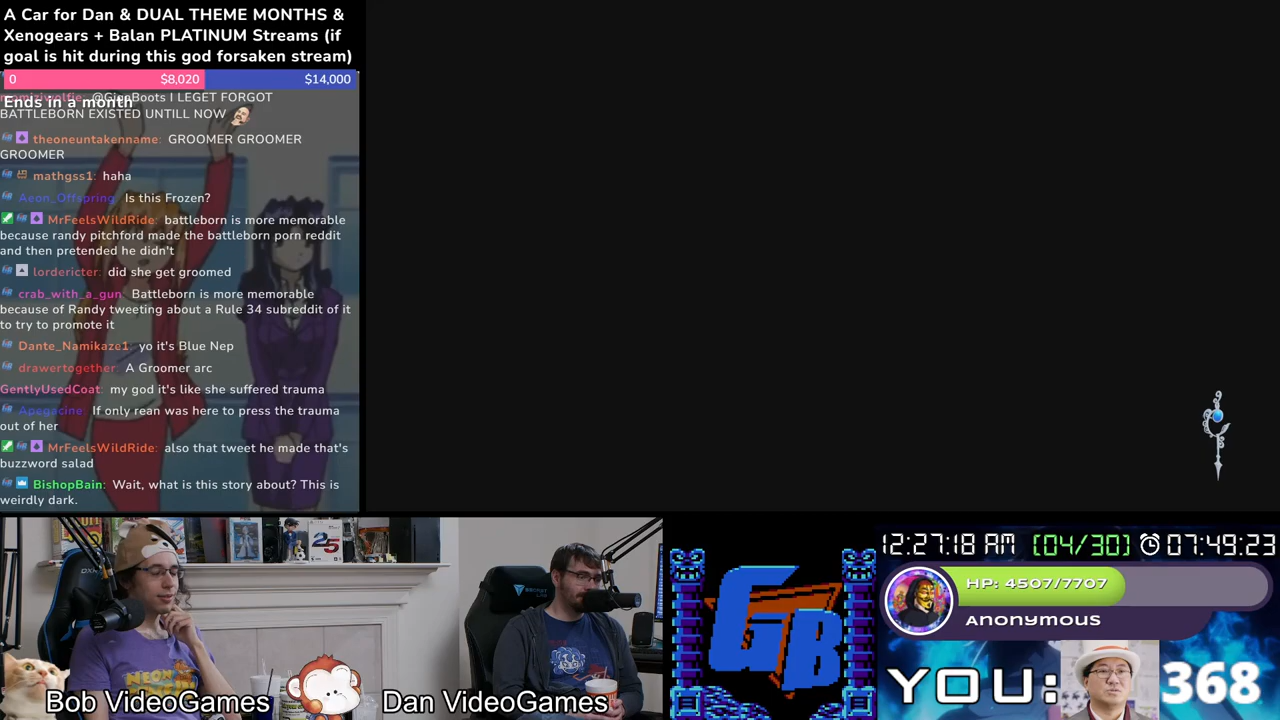 A Car for Dan & DUAL THEME MONTHS &
Xenogears + Balan PLATINUM Streams (if
goal is hit during this god forsaken stream)
0 $8,020 $14,000
Ends in a month
@GionBoots I LEGET FORGOT
BATTLEBORN EXISTED UNTILL NOW
theoneuntakenname: GROOMER GROOMER
GROOMER
mathgss1: haha
Aeon_Offspring: Is this Frozen?
MrFeelsWildRide: battleborn is more memorable
because randy pitchford made the battleborn porn reddit
and then pretended he didn't
lordericter: did she get groomed
crab_with_a_gun: Battleborn is more memorable
because of Randy tweeting about a Rule 34 subreddit of it
to try to promote it
Dante_Namikaze1: yo it's Blue Nep
drawertogether: A Groomer arc
GentlyUsedCoat: my god it's like she suffered trauma
Apegacine: If only rean was here to press the trauma
out of her
MrFeelsWildRide: also that tweet he made that's
buzzword salad
BishopBain: Wait, what is this story about? This is
weirdly dark.
12:27:18 AM [04/30] 07:49:23
HP: 4507/7707
Anonymous
SECRETLAB
25
NEON
GB
Bob VideoGames
Dan VideoGames
YOU: 368